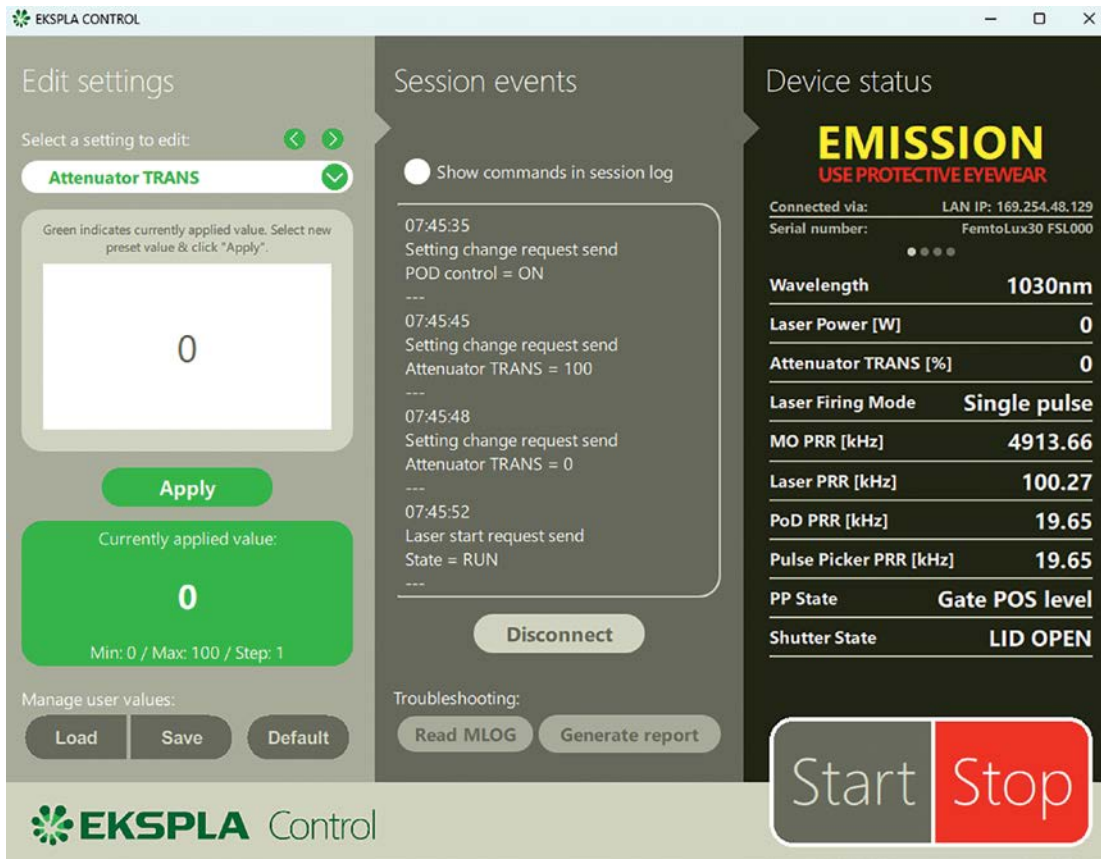 EKSPLA CONTROL
Edit settings
Select a setting to edit:
Attenuator TRANS
Green indicates currently applied value. Select new
preset value & click "Apply".
0
Apply
Currently applied value:
0
Min: 0 / Max: 100 / Step: 1
Manage user values:
Load Save Default
Session events
Show commands in session log
07:45:35
Setting change request send
POD control = ON
---
07:45:45
Setting change request send
Attenuator TRANS = 100
---
07:45:48
Setting change request send
Attenuator TRANS = 0
---
07:45:52
Laser start request send
State = RUN
---
Disconnect
Troubleshooting:
Read MLOG Generate report
Device status
EMISSION
USE PROTECTIVE EYEWEAR
Connected via: LAN IP: 169.254.48.129
Serial number: FemtoLux30 FSL000
Wavelength 1030nm
Laser Power [W] 0
Attenuator TRANS [%] 0
Laser Firing Mode Single pulse
MO PRR [kHz] 4913.66
Laser PRR [kHz] 100.27
PoD PRR [kHz] 19.65
Pulse Picker PRR [kHz] 19.65
PP State Gate POS level
Shutter State LID OPEN
Start Stop
EKSPLA Control